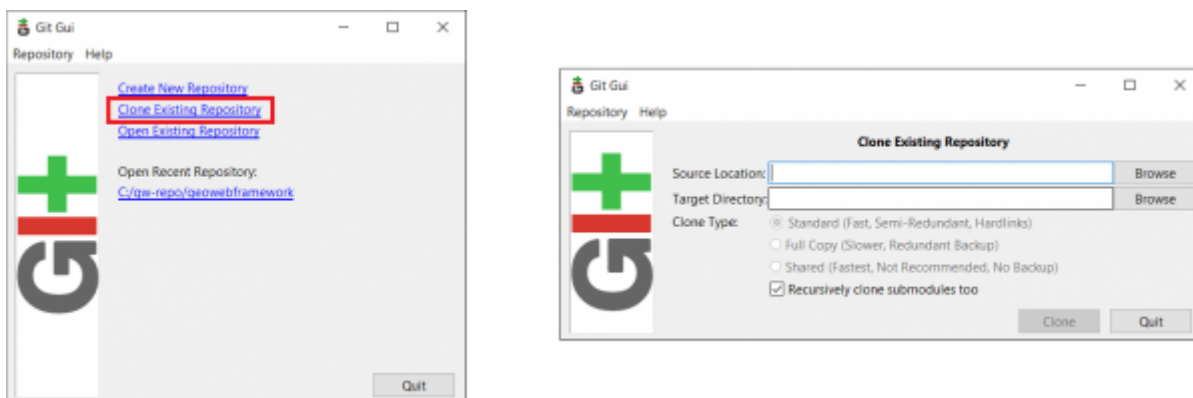 Git Gui
Repository Help
Create New Repository
Clone Existing Repository
Open Existing Repository
Open Recent Repository:
C:/gw-repo/geowebframework
GIt
Quit
Git Gui
Repository Help
Clone Existing Repository
Source Location: Browse
Target Directory: Browse
Clone Type: Standard (Fast, Semi-Redundant, Hardlinks)
Full Copy (Slower, Redundant Backup)
Shared (Fastest, Not Recommended, No Backup)
Recursively clone submodules too
GIt
Clone Quit